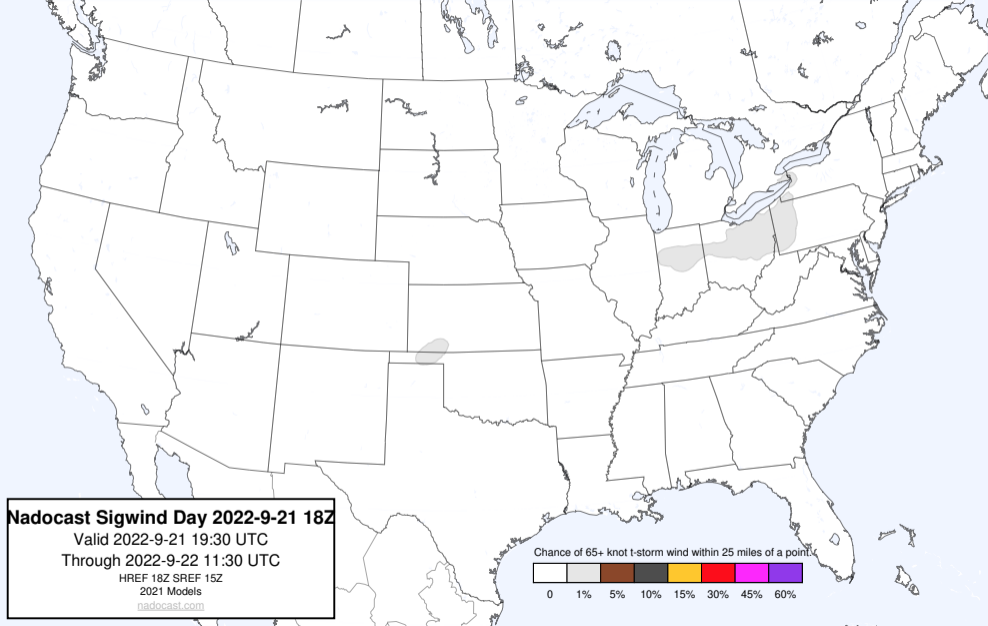 Nadocast Sigwind Day 2022-9-21 18Z
Valid 2022-9-21 19:30 UTC
Through 2022-9-22 11:30 UTC
HREF 18Z SREF 15Z
2021 Models
nadocast.com
Chance of 65+ knot t-storm wind within 25 miles of a point.
0 1% 5% 10% 15% 30% 45% 60%